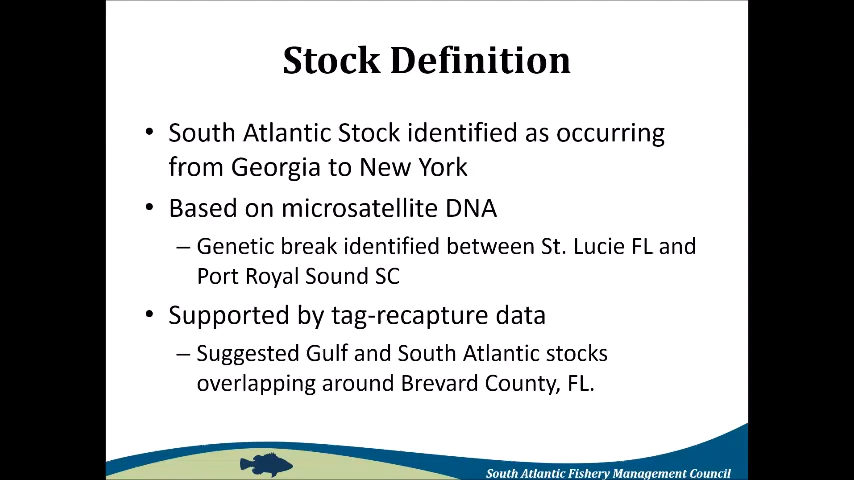 Stock Definition
• South Atlantic Stock identified as occurring
from Georgia to New York
• Based on microsatellite DNA
– Genetic break identified between St. Lucie FL and
Port Royal Sound SC
• Supported by tag-recapture data
– Suggested Gulf and South Atlantic stocks
overlapping around Brevard County, FL.
South Atlantic Fishery Management Council